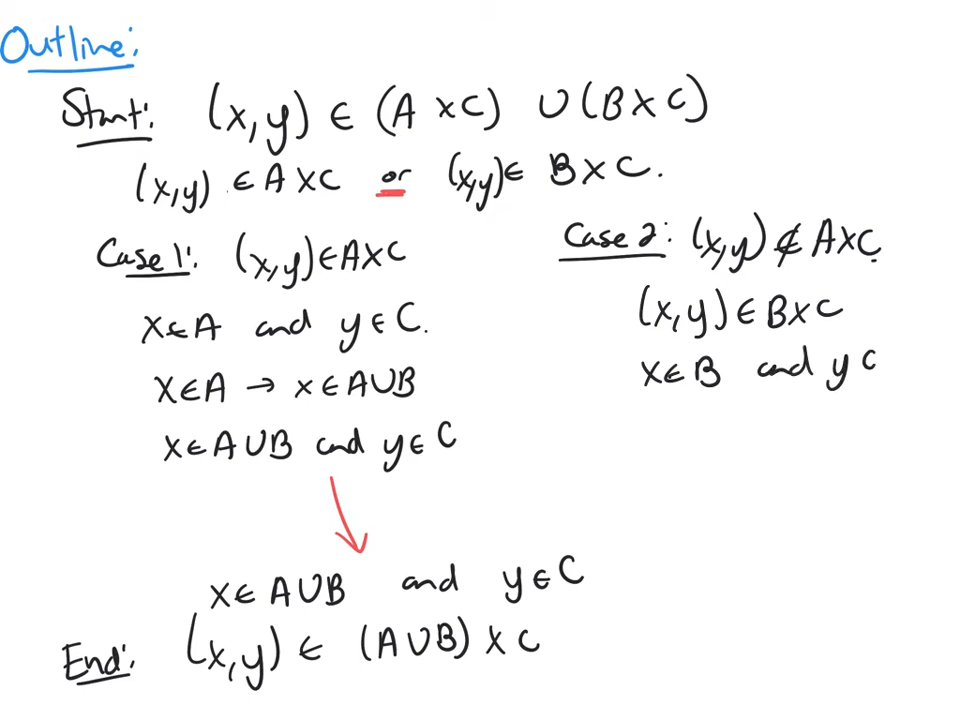 Outline:
Start: (x,y) ∈ (A × C) ∪ (B × C)
(x,y) ∈ A × C or (x,y) ∈ B × C.
Case 1: (x,y) ∈ A × C
x ∈ A and y ∈ C.
x ∈ A → x ∈ A ∪ B
x ∈ A ∪ B and y ∈ C
Case 2: (x,y) ∉ A × C
(x,y) ∈ B × C
x ∈ B and y C
x ∈ A ∪ B and y ∈ C
End: (x,y) ∈ (A ∪ B) × C